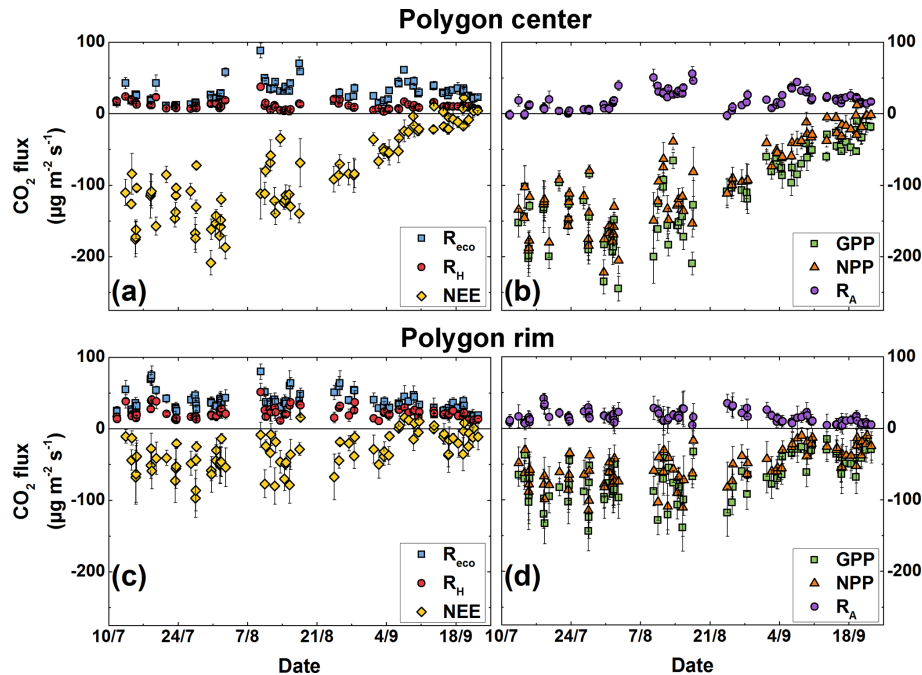 Polygon center
100
0
-100
-200
CO2 flux
(µg m-2 s-1)
(a)
Reco
RH
NEE
(b)
GPP
NPP
RA
100
0
-100
-200
Polygon rim
100
0
-100
-200
CO2 flux
(µg m-2 s-1)
(c)
Reco
RH
NEE
(d)
GPP
NPP
RA
100
0
-100
-200
10/7 24/7 7/8 21/8 4/9 18/9
10/7 24/7 7/8 21/8 4/9 18/9
Date
Date